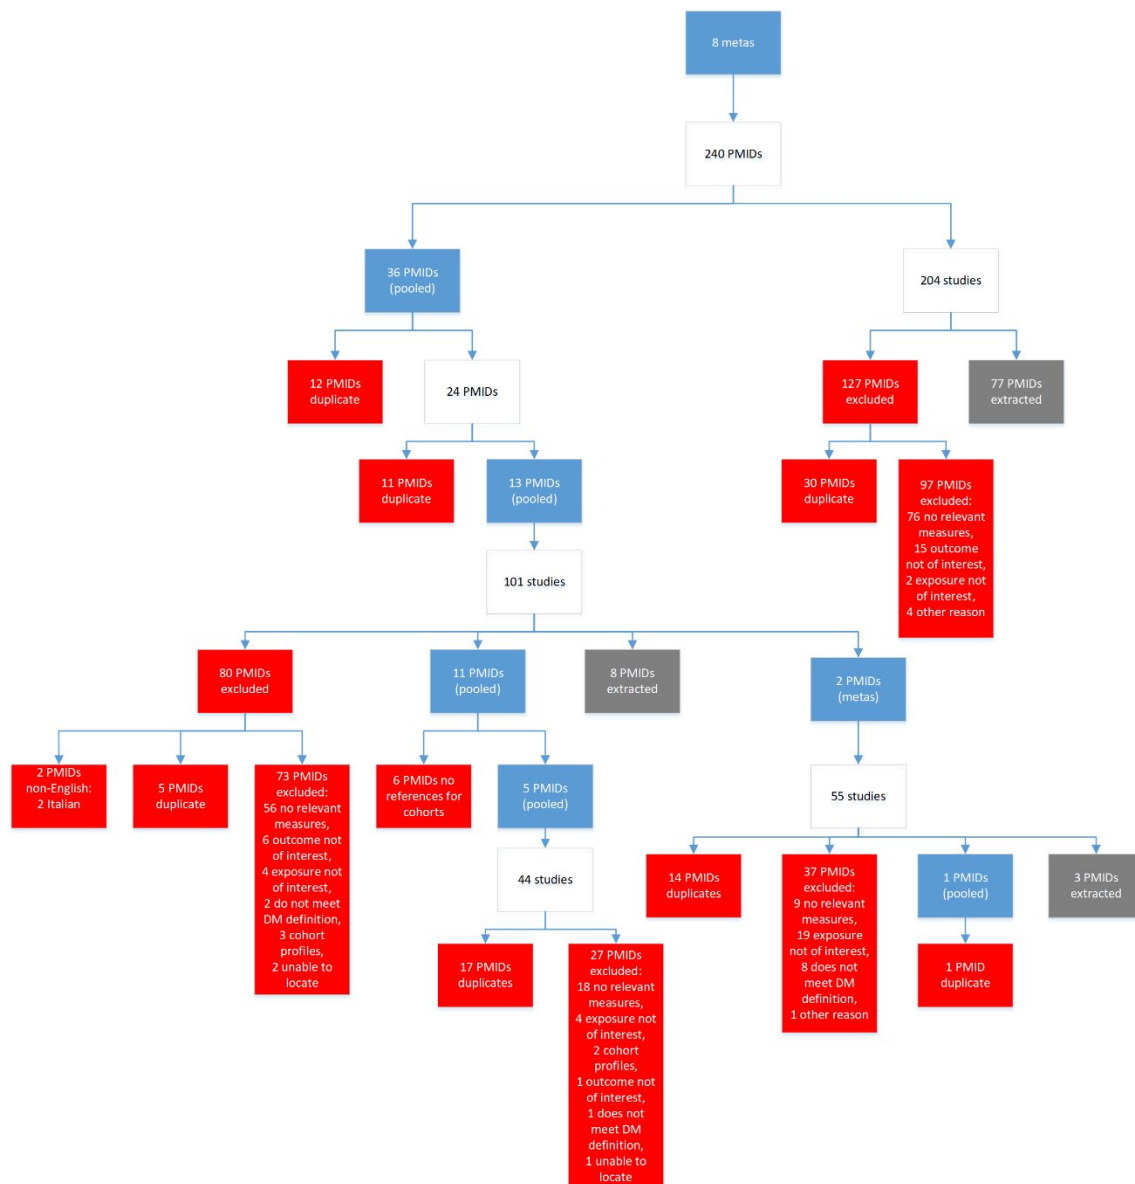 8 metas
240 PMIDs
36 PMIDs
(pooled)
204 studies
12 PMIDs
duplicate
24 PMIDs
127 PMIDs
excluded
77 PMIDs
extracted
11 PMIDs
duplicate
13 PMIDs
(pooled)
30 PMIDs
duplicate
97 PMIDs
excluded:
76 no relevant
measures,
15 outcome
not of interest,
2 exposure not
of interest,
4 other reason
101 studies
80 PMIDs
excluded
11 PMIDs
(pooled)
8 PMIDs
extracted
2 PMIDs
(metas)
2 PMIDs
non-English:
2 Italian
5 PMIDs
duplicate
73 PMIDs
excluded:
56 no relevant
measures,
6 outcome not
of interest,
4 exposure not
of interest,
2 do not meet
DM definition,
3 cohort
profiles,
2 unable to
locate
6 PMIDs no
references for
cohorts
5 PMIDs
(pooled)
55 studies
44 studies
14 PMIDs
duplicates
37 PMIDs
excluded:
9 no relevant
measures,
19 exposure
not of interest,
8 does not
meet DM
definition,
1 other reason
1 PMIDs
(pooled)
3 PMIDs
extracted
17 PMIDs
duplicates
27 PMIDs
excluded:
18 no relevant
measures,
4 exposure not
of interest,
2 cohort
profiles,
1 outcome not
of interest,
1 does not
meet DM
definition,
1 unable to
locate
1 PMID
duplicate